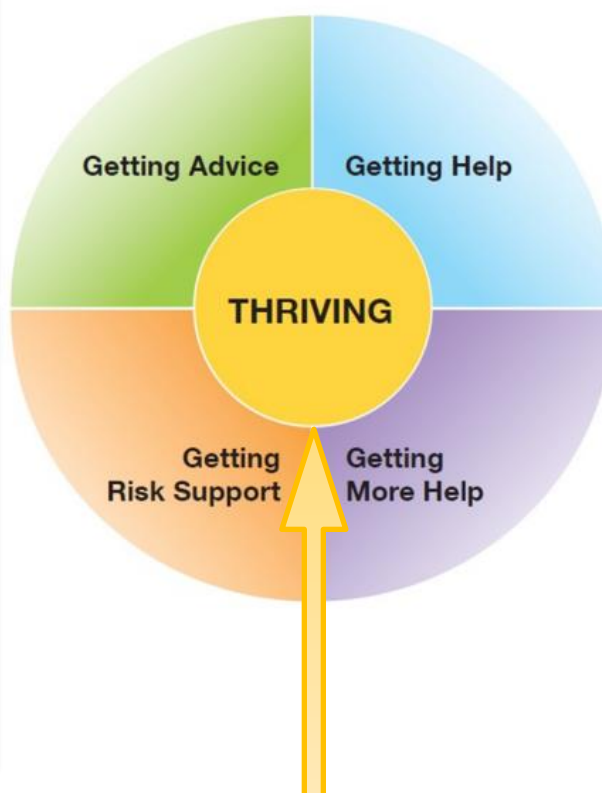 Getting Advice
Getting Help
THRIVING
Getting
Risk Support
Getting
More Help